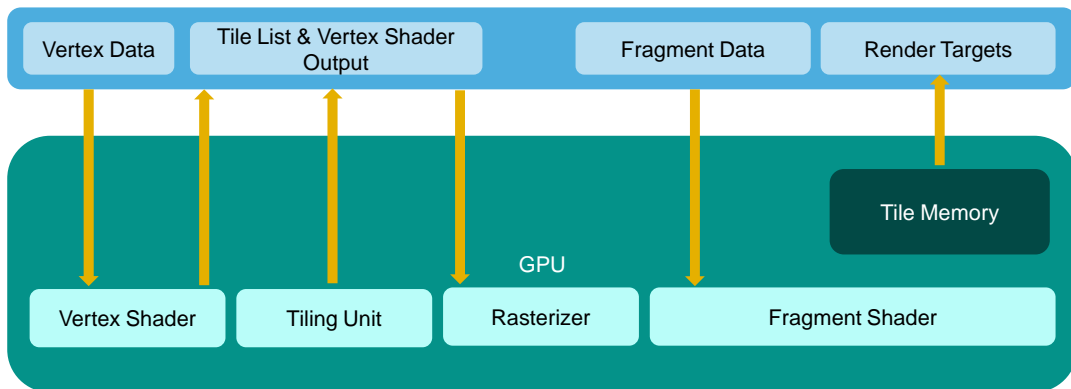 Vertex Data
Tile List & Vertex Shader
Output
Fragment Data
Render Targets
Tile Memory
GPU
Vertex Shader
Tiling Unit
Rasterizer
Fragment Shader